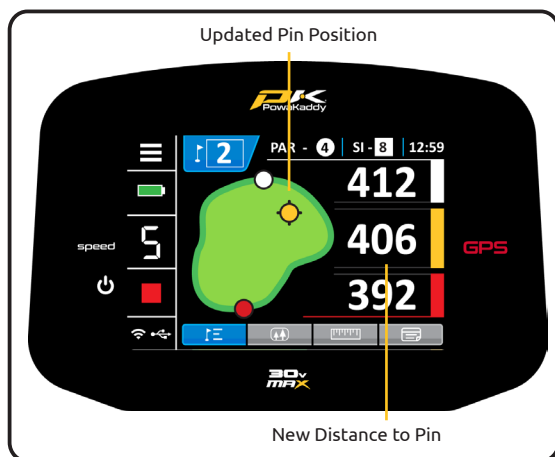 Updated Pin Position
PK
PowaKaddy
2 PAR - 4 SI - 8 12:59
412
speed 5 406 GPS
392
30v
MAX
New Distance to Pin